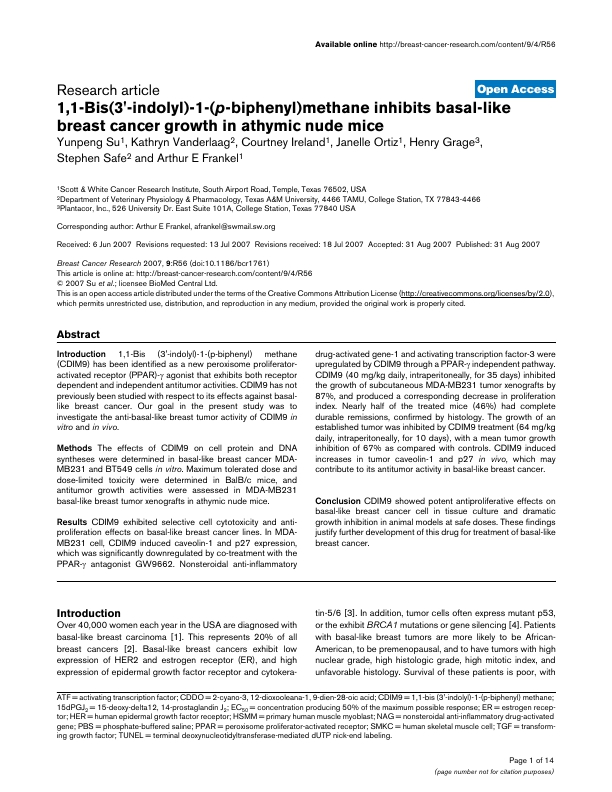 Available online http://breast-cancer-research.com/content/9/4/R56
Research article
Open Access
1,1-Bis(3'-indolyl)-1-(p-biphenyl)methane inhibits basal-like
breast cancer growth in athymic nude mice
Yunpeng Su1, Kathryn Vanderlaag2, Courtney Ireland1, Janelle Ortiz1, Henry Grage3,
Stephen Safe2 and Arthur E Frankel1
1Scott & White Cancer Research Institute, South Airport Road, Temple, Texas 76502, USA
2Department of Veterinary Physiology & Pharmacology, Texas A&M University, 4466 TAMU, College Station, TX 77843-4466
3Plantacor, Inc., 526 University Dr. East Suite 101A, College Station, Texas 77840 USA
Corresponding author: Arthur E Frankel, afrankel@swmail.sw.org
Received: 6 Jun 2007 Revisions requested: 13 Jul 2007 Revisions received: 18 Jul 2007 Accepted: 31 Aug 2007 Published: 31 Aug 2007
Breast Cancer Research 2007, 9:R56 (doi:10.1186/bcr1761)
This article is online at: http://breast-cancer-research.com/content/9/4/R56
© 2007 Su et al.; licensee BioMed Central Ltd.
This is an open access article distributed under the terms of the Creative Commons Attribution License (http://creativecommons.org/licenses/by/2.0),
which permits unrestricted use, distribution, and reproduction in any medium, provided the original work is properly cited.
Abstract
Introduction 1,1-Bis (3'-indolyl)-1-(p-biphenyl) methane
(CDIM9) has been identified as a new peroxisome proliferator-
activated receptor (PPAR)-γ agonist that exhibits both receptor
dependent and independent antitumor activities. CDIM9 has not
previously been studied with respect to its effects against basal-
like breast cancer. Our goal in the present study was to
investigate the anti-basal-like breast tumor activity of CDIM9 in
vitro and in vivo.
Methods The effects of CDIM9 on cell protein and DNA
syntheses were determined in basal-like breast cancer MDA-
MB231 and BT549 cells in vitro. Maximum tolerated dose and
dose-limited toxicity were determined in BalB/c mice, and
antitumor growth activities were assessed in MDA-MB231
basal-like breast tumor xenografts in athymic nude mice.
Results CDIM9 exhibited selective cell cytotoxicity and anti-
proliferation effects on basal-like breast cancer lines. In MDA-
MB231 cell, CDIM9 induced caveolin-1 and p27 expression,
which was significantly downregulated by co-treatment with the
PPAR-γ antagonist GW9662. Nonsteroidal anti-inflammatory
drug-activated gene-1 and activating transcription factor-3 were
upregulated by CDIM9 through a PPAR-γ independent pathway.
CDIM9 (40 mg/kg daily, intraperitoneally, for 35 days) inhibited
the growth of subcutaneous MDA-MB231 tumor xenografts by
87%, and produced a corresponding decrease in proliferation
index. Nearly half of the treated mice (46%) had complete
durable remissions, confirmed by histology. The growth of an
established tumor was inhibited by CDIM9 treatment (64 mg/kg
daily, intraperitoneally, for 10 days), with a mean tumor growth
inhibition of 67% as compared with controls. CDIM9 induced
increases in tumor caveolin-1 and p27 in vivo, which may
contribute to its antitumor activity in basal-like breast cancer.
Conclusion CDIM9 showed potent antiproliferative effects on
basal-like breast cancer cell in tissue culture and dramatic
growth inhibition in animal models at safe doses. These findings
justify further development of this drug for treatment of basal-like
breast cancer.
Introduction
Over 40,000 women each year in the USA are diagnosed with
basal-like breast carcinoma [1]. This represents 20% of all
breast cancers [2]. Basal-like breast cancers exhibit low
expression of HER2 and estrogen receptor (ER), and high
expression of epidermal growth factor receptor and cytokera-
tin-5/6 [3]. In addition, tumor cells often express mutant p53,
or the exhibit BRCA1 mutations or gene silencing [4]. Patients
with basal-like breast tumors are more likely to be African-
American, to be premenopausal, and to have tumors with high
nuclear grade, high histologic grade, high mitotic index, and
unfavorable histology. Survival of these patients is poor, with
ATF = activating transcription factor; CDDO = 2-cyano-3, 12-dioxooleana-1, 9-dien-28-oic acid; CDIM9 = 1,1-bis (3'-indolyl)-1-(p-biphenyl) methane;
15dPGJ2 = 15-deoxy-delta12, 14-prostaglandin J2; EC50 = concentration producing 50% of the maximum possible response; ER = estrogen recep-
tor; HER = human epidermal growth factor receptor; HSMM = primary human muscle myoblast; NAG = nonsteroidal anti-inflammatory drug-activated
gene; PBS = phosphate-buffered saline; PPAR = peroxisome proliferator-activated receptor; SMKC = human skeletal muscle cell; TGF = transform-
ing growth factor; TUNEL = terminal deoxynucleotidyltransferase-mediated dUTP nick-end labeling.
Page 1 of 14
(page number not for citation purposes)